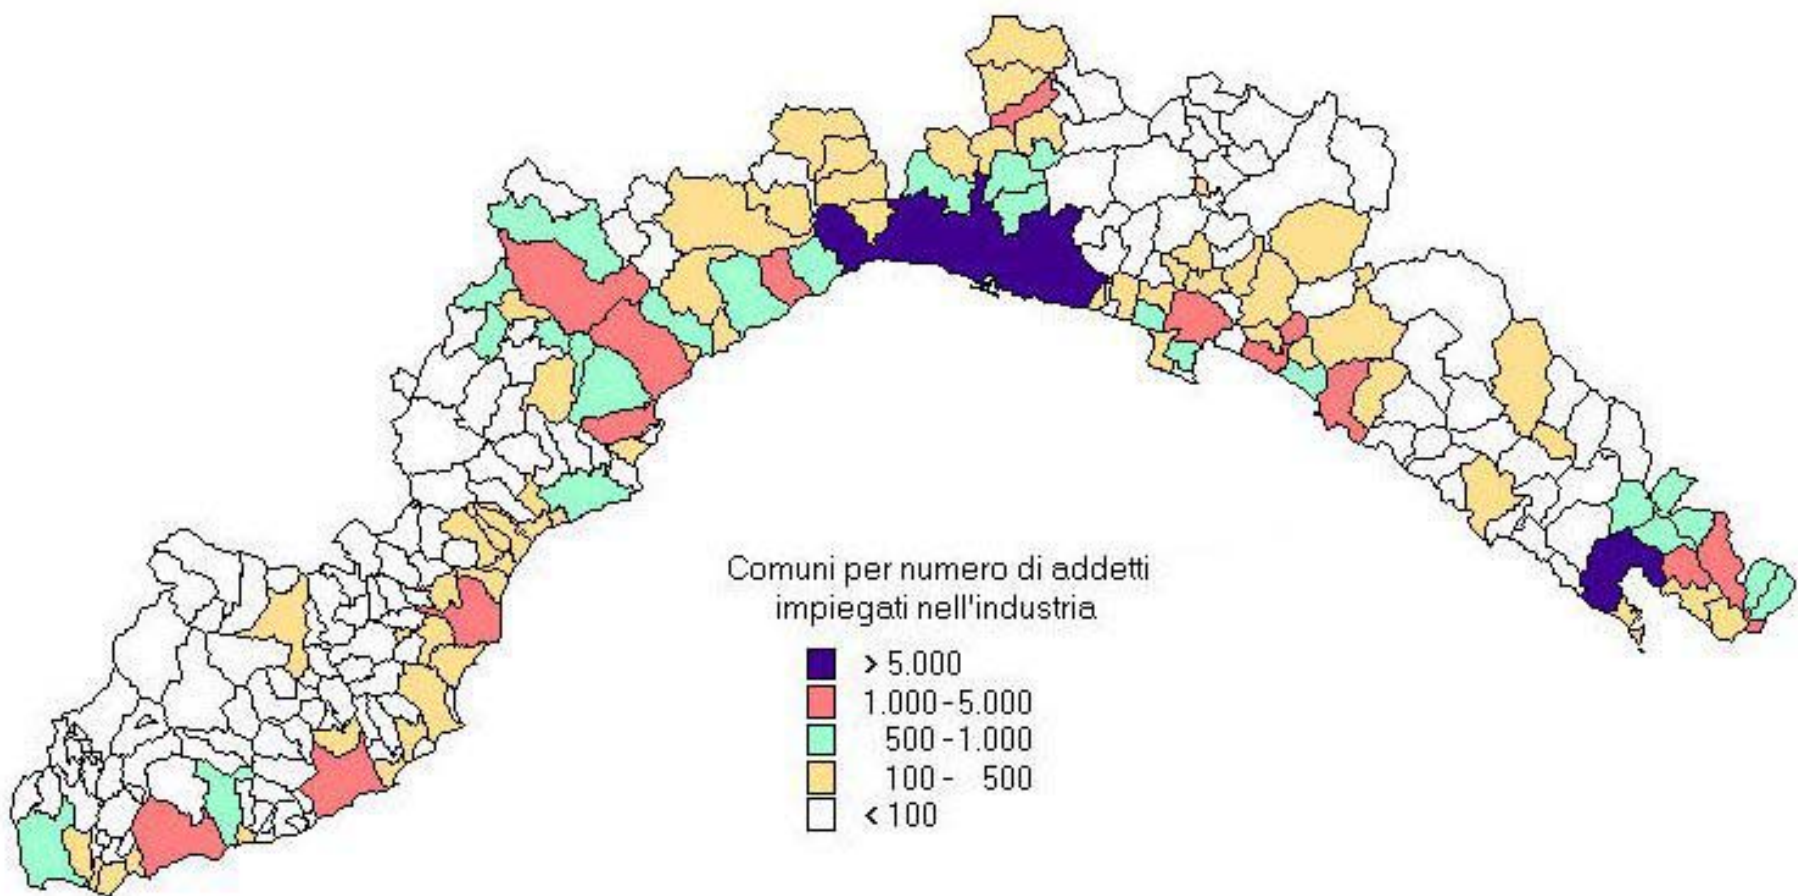 Comuni per numero di addetti
impiegati nell'industria
> 5.000
1.000-5.000
500-1.000
100- 500
< 100